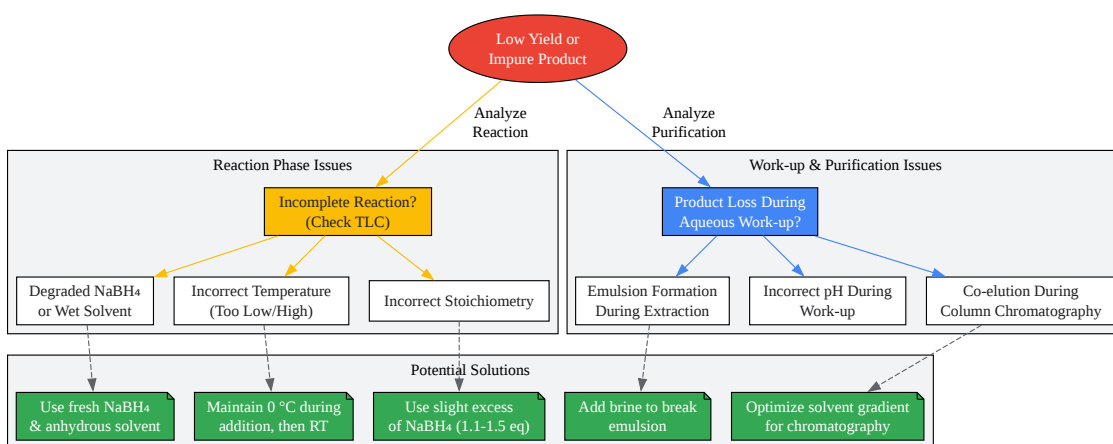 Low Yield or
Impure Product
Analyze
Reaction
Analyze
Purification
Reaction Phase Issues
Work-up & Purification Issues
Incomplete Reaction?
(Check TLC)
Product Loss During
Aqueous Work-up?
Degraded NaBH₄
or Wet Solvent
Incorrect Temperature
(Too Low/High)
Incorrect Stoichiometry
Emulsion Formation
During Extraction
Incorrect pH During
Work-up
Co-elution During
Column Chromatography
Potential Solutions
Use fresh NaBH₄
& anhydrous solvent
Maintain 0 °C during
addition, then RT
Use slight excess
of NaBH₄ (1.1-1.5 eq)
Add brine to break
emulsion
Optimize solvent gradient
for chromatography